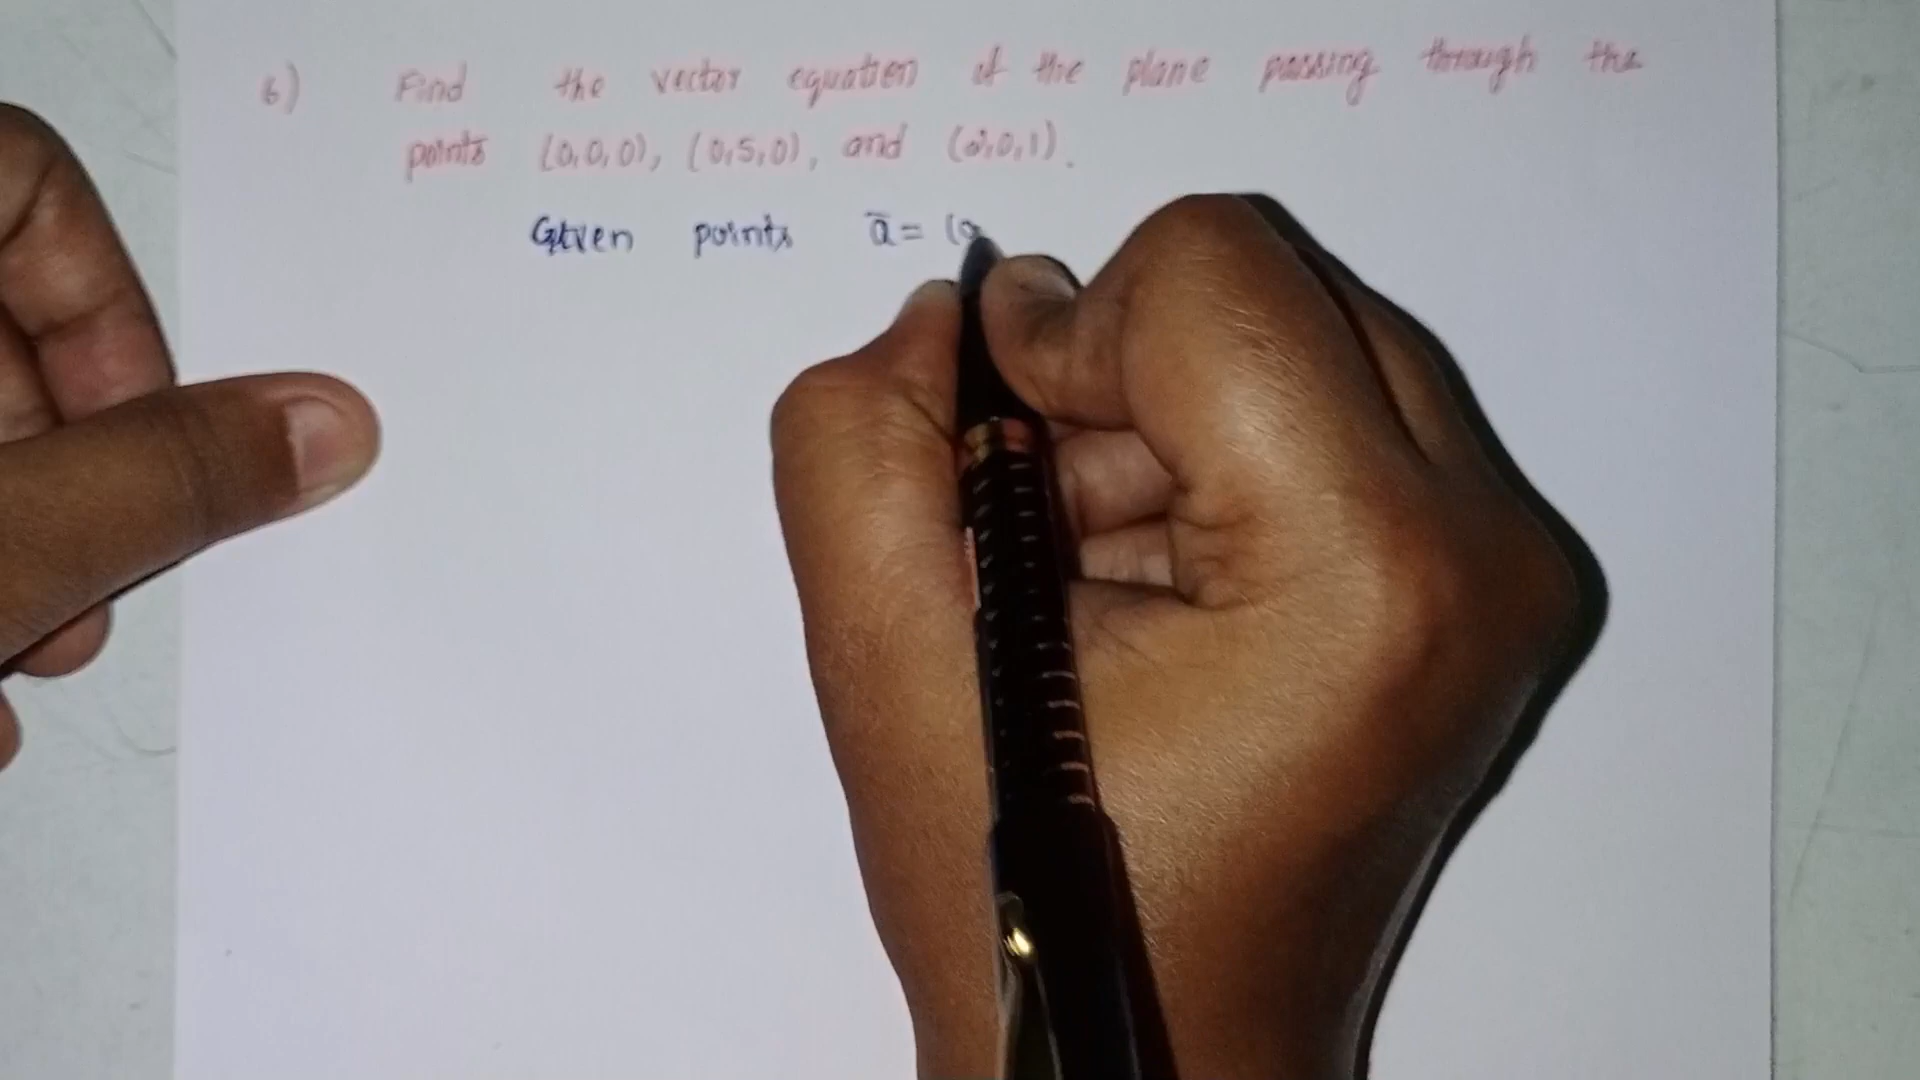 6) Find the vector equation of the plane passing through the
points (0,0,0), (0,5,0), and (2,0,1).
Given points a̅ = (0